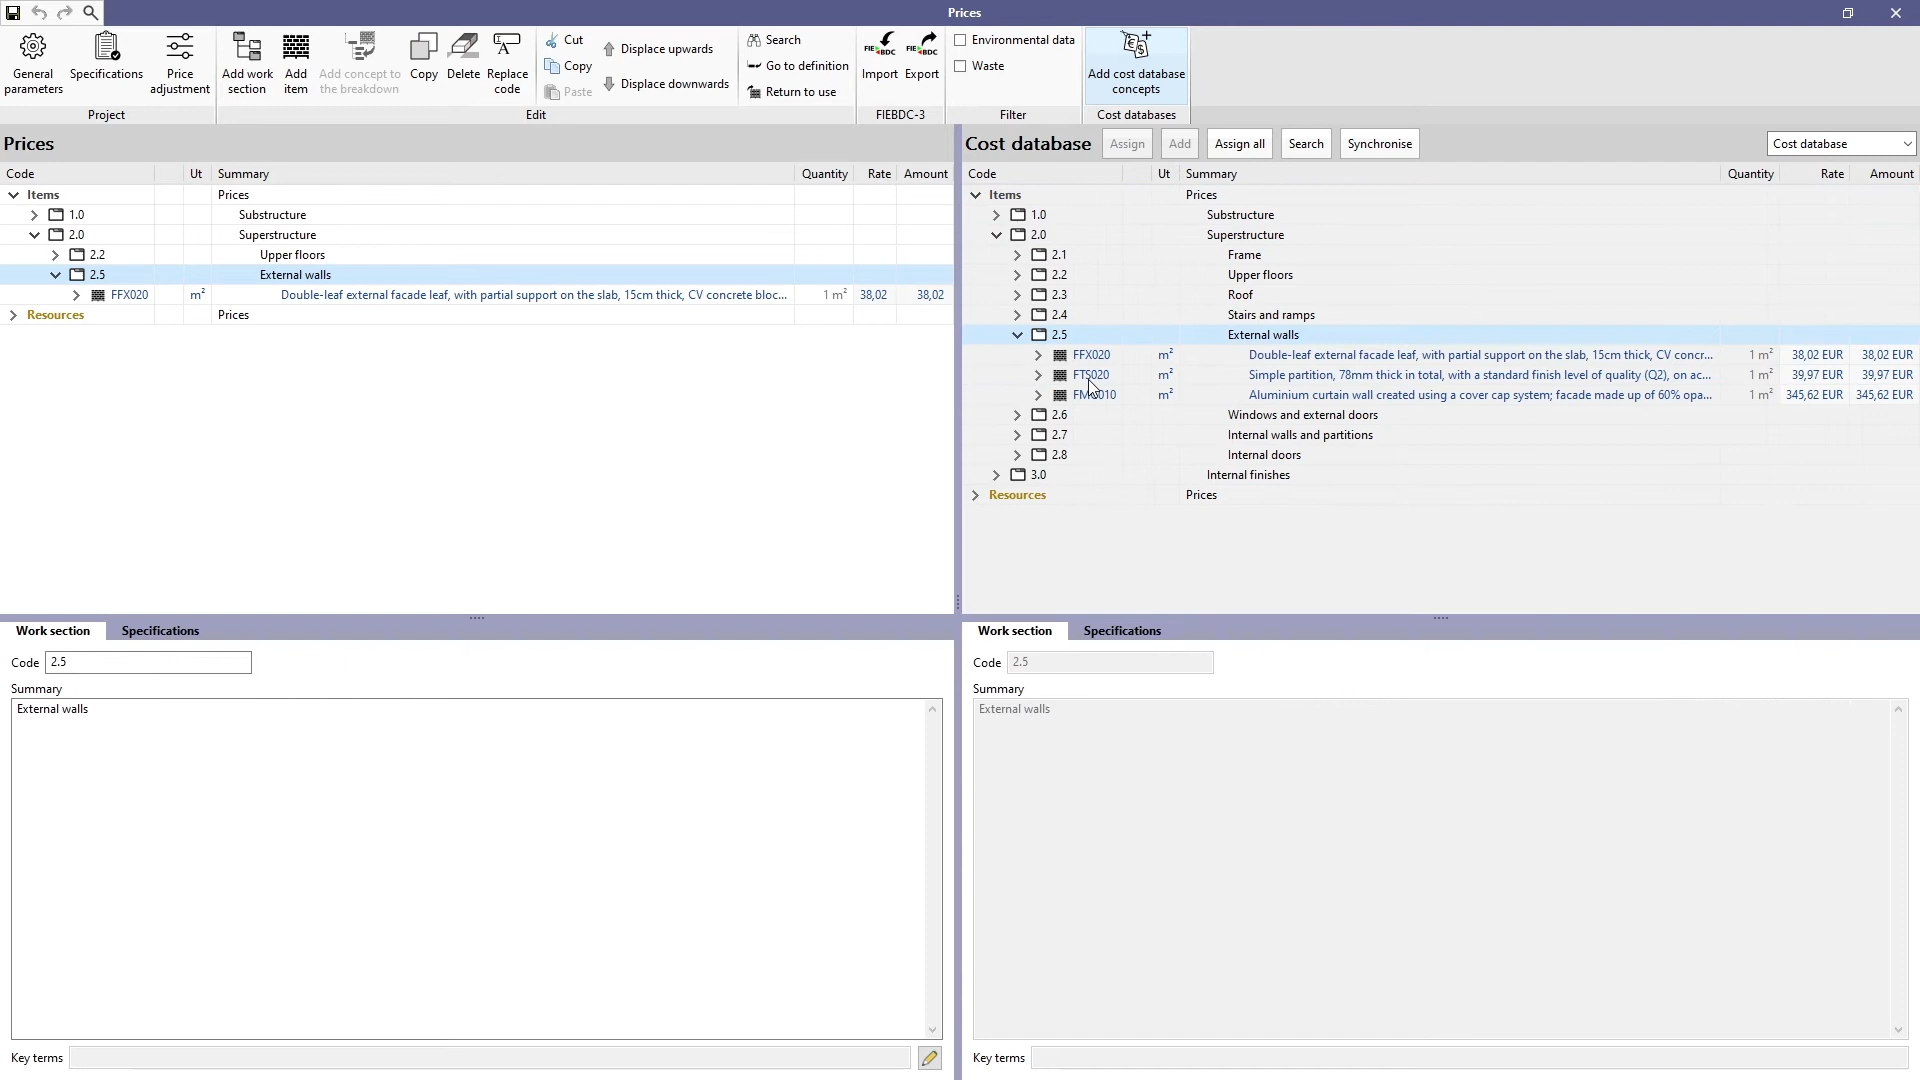 Prices
General parameters
Specifications
Price adjustment
Project
Add work section
Add item
Add concept to the breakdown
Copy
Delete
Replace code
Cut
Copy
Paste
Displace upwards
Displace downwards
Edit
Search
Go to definition
Return to use
FIE BDC
Import
FIE BDC
Export
FIEBDC-3
Environmental data
Waste
Filter
Add cost database concepts
Cost databases
Prices
Code Ut Summary Quantity Rate Amount
Items Prices
1.0 Substructure
2.0 Superstructure
2.2 Upper floors
2.5 External walls
FFX020 m² Double-leaf external facade leaf, with partial support on the slab, 15cm thick, CV concrete bloc... 1 m² 38,02 38,02
Resources Prices
Cost database Assign Add Assign all Search Synchronise Cost database
Code Ut Summary Quantity Rate Amount
Items Prices
1.0 Substructure
2.0 Superstructure
2.1 Frame
2.2 Upper floors
2.3 Roof
2.4 Stairs and ramps
2.5 External walls
FFX020 m² Double-leaf external facade leaf, with partial support on the slab, 15cm thick, CV concr... 1 m² 38,02 EUR 38,02 EUR
FTS020 m² Simple partition, 78mm thick in total, with a standard finish level of quality (Q2), on ac... 1 m² 39,97 EUR 39,97 EUR
m² Aluminium curtain wall created using a cover cap system; facade made up of 60% opa... 1 m² 345,62 EUR 345,62 EUR
2.6 Windows and external doors
2.7 Internal walls and partitions
2.8 Internal doors
3.0 Internal finishes
Resources Prices
Work section Specifications
Code 2.5
Summary
External walls
Key terms
Work section Specifications
Code 2.5
Summary
External walls
Key terms